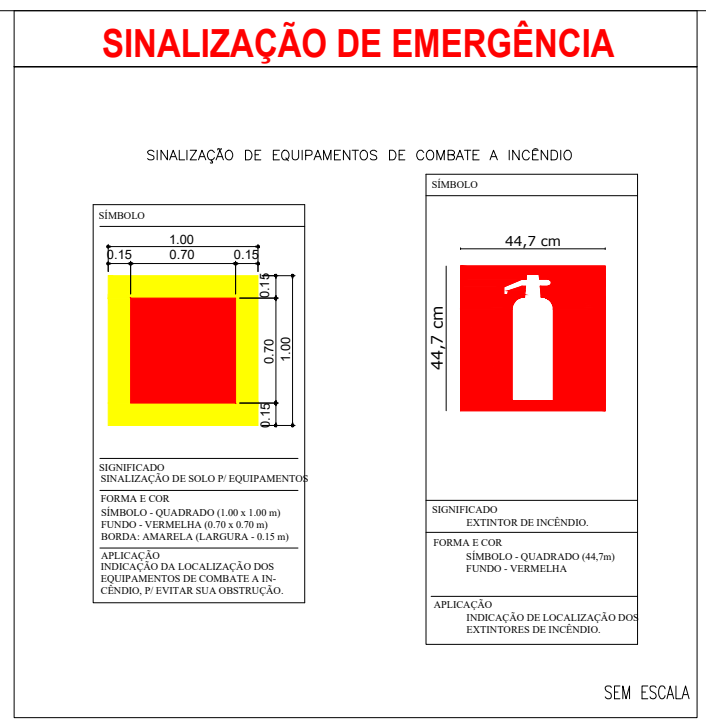 SINALIZAÇÃO DE EMERGÊNCIA
SINALIZAÇÃO DE EQUIPAMENTOS DE COMBATE A INCÊNDIO
SÍMBOLO
1.00
0.15 0.70 0.15
0.15
0.70
1.00
0.15
SIGNIFICADO
SINALIZAÇÃO DE SOLO P/ EQUIPAMENTOS
FORMA E COR
SÍMBOLO - QUADRADO (1.00 x 1.00 m)
FUNDO - VERMELHA (0.70 x 0.70 m)
BORDA: AMARELA (LARGURA - 0.15 m)
APLICAÇÃO
INDICAÇÃO DA LOCALIZAÇÃO DOS
EQUIPAMENTOS DE COMBATE A IN-
CÊNDIO, P/ EVITAR SUA OBSTRUÇÃO.
SÍMBOLO
44,7 cm
44,7 cm
SIGNIFICADO
EXTINTOR DE INCÊNDIO.
FORMA E COR
SÍMBOLO - QUADRADO (44,7m)
FUNDO - VERMELHA
APLICAÇÃO
INDICAÇÃO DE LOCALIZAÇÃO DOS
EXTINTORES DE INCÊNDIO.
SEM ESCALA